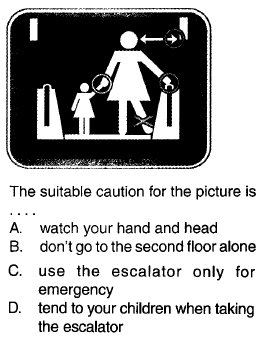 The suitable caution for the picture is
. . . .
A. watch your hand and head
B. don't go to the second floor alone
C. use the escalator only for
emergency
D. tend to your children when taking
the escalator